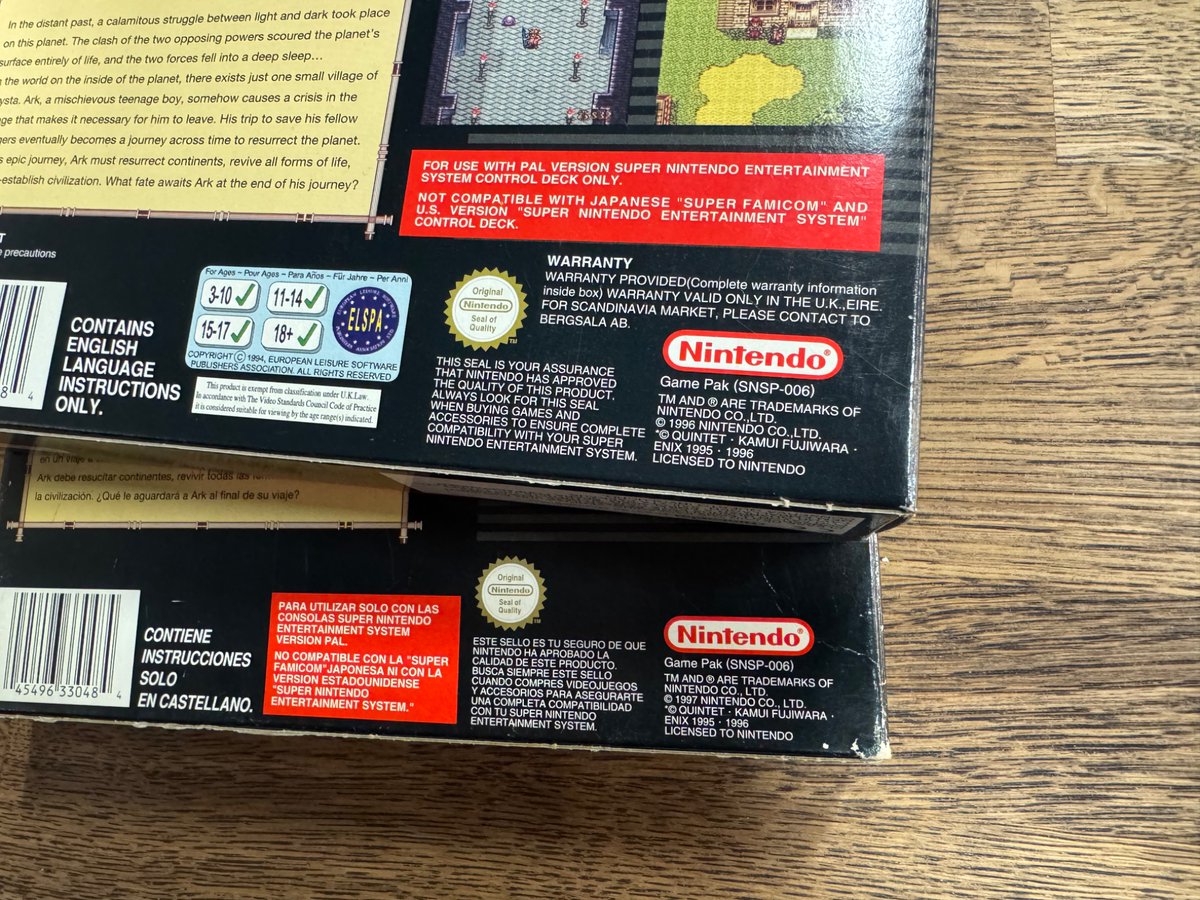 In the distant past, a calamitous struggle between light and dark took place
on this planet. The clash of the two opposing powers scoured the planet's
surface entirely of life, and the two forces fell into a deep sleep...
the world on the inside of the planet, there exists just one small village of
ysta. Ark, a mischievous teenage boy, somehow causes a crisis in the
ge that makes it necessary for him to leave. His trip to save his fellow
gers eventually becomes a journey across time to resurrect the planet.
epic journey, Ark must resurrect continents, revive all forms of life,
-establish civilization. What fate awaits Ark at the end of his journey?
FOR USE WITH PAL VERSION SUPER NINTENDO ENTERTAINMENT
SYSTEM CONTROL DECK ONLY.
NOT COMPATIBLE WITH JAPANESE "SUPER FAMICOM" AND
U.S. VERSION "SUPER NINTENDO ENTERTAINMENT SYSTEM"
CONTROL DECK.
T
precautions
8 4
CONTAINS
ENGLISH
LANGUAGE
INSTRUCTIONS
ONLY.
For Ages ~ Pour Ages ~ Para Años ~ Für Jahre ~ Per Anni
3-10 ✓ 11-14 ✓
15-17 ✓ 18+ ✓
ELSPA
COPYRIGHT © 1994, EUROPEAN LEISURE SOFTWARE
PUBLISHERS ASSOCIATION. ALL RIGHTS RESERVED
This product is exempt from classification under U.K.Law.
In accordance with The Video Standards Council Code of Practice
it is considered suitable for viewing by the age range(s) indicated.
Original
Nintendo
Seal of
Quality
TM
THIS SEAL IS YOUR ASSURANCE
THAT NINTENDO HAS APPROVED
THE QUALITY OF THIS PRODUCT.
ALWAYS LOOK FOR THIS SEAL
WHEN BUYING GAMES AND
ACCESSORIES TO ENSURE COMPLETE
COMPATIBILITY WITH YOUR SUPER
NINTENDO ENTERTAINMENT SYSTEM.
WARRANTY
WARRANTY PROVIDED(Complete warranty information
inside box) WARRANTY VALID ONLY IN THE U.K.,EIRE.
FOR SCANDINAVIA MARKET, PLEASE CONTACT TO
BERGSALA AB.
Nintendo®
Game Pak (SNSP-006)
TM AND ® ARE TRADEMARKS OF
NINTENDO CO.,LTD.
© 1996 NINTENDO CO.,LTD.
*© QUINTET · KAMUI FUJIWARA ·
ENIX 1995 · 1996
LICENSED TO NINTENDO
en un viaje a
Ark debe resucitar continentes, revivir todas las
la civilización. ¿Qué le aguardará a Ark al final de su viaje?
45496 33048 4
CONTIENE
INSTRUCCIONES
SOLO
EN CASTELLANO.
PARA UTILIZAR SOLO CON LAS
CONSOLAS SUPER NINTENDO
ENTERTAINMENT SYSTEM
VERSION PAL.
NO COMPATIBLE CON LA "SUPER
FAMICOM"JAPONESA NI CON LA
VERSION ESTADOUNIDENSE
"SUPER NINTENDO
ENTERTAINMENT SYSTEM."
Original
Nintendo
Seal of
Quality
TM
ESTE SELLO ES TU SEGURO DE QUE
NINTENDO HA APROBADO LA
CALIDAD DE ESTE PRODUCTO.
BUSCA SIEMPRE ESTE SELLO
CUANDO COMPRES VIDEOJUEGOS
Y ACCESORIOS PARA ASEGURARTE
UNA COMPLETA COMPATIBILIDAD
CON TU SUPER NINTENDO
ENTERTAINMENT SYSTEM.
Nintendo®
Game Pak (SNSP-006)
TM AND ® ARE TRADEMARKS OF
NINTENDO CO., LTD.
© 1997 NINTENDO CO., LTD.
*© QUINTET · KAMUI FUJIWARA ·
ENIX 1995 · 1996
LICENSED TO NINTENDO